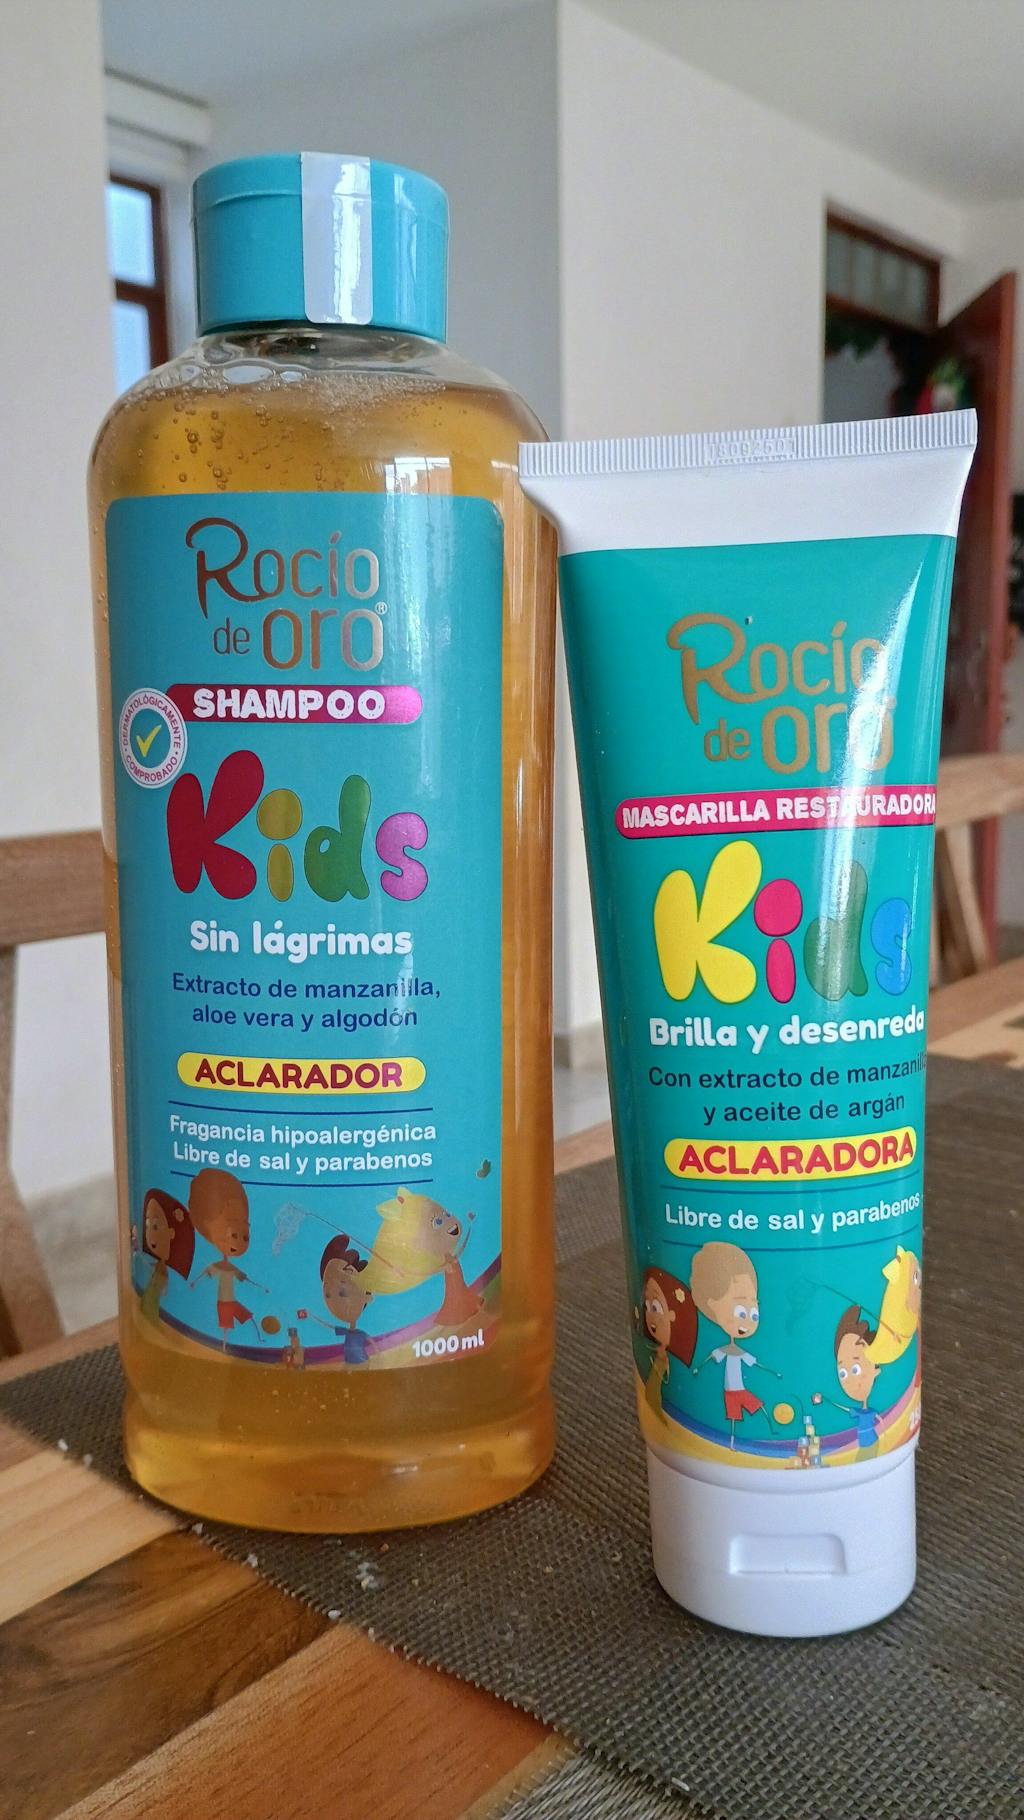 Rocío
de oro®
SHAMPOO
DERMATOLÓGICAMENTE
COMPROBADO
Kids
Sin lágrimas
Extracto de manzanilla,
aloe vera y algodón
ACLARADOR
Fragancia hipoalergénica
Libre de sal y parabenos
1000 ml
Rocío
de oro
MASCARILLA RESTAURADORA
Kids
Brilla y desenreda
Con extracto de manzanilla
y aceite de argán
ACLARADORA
Libre de sal y parabenos